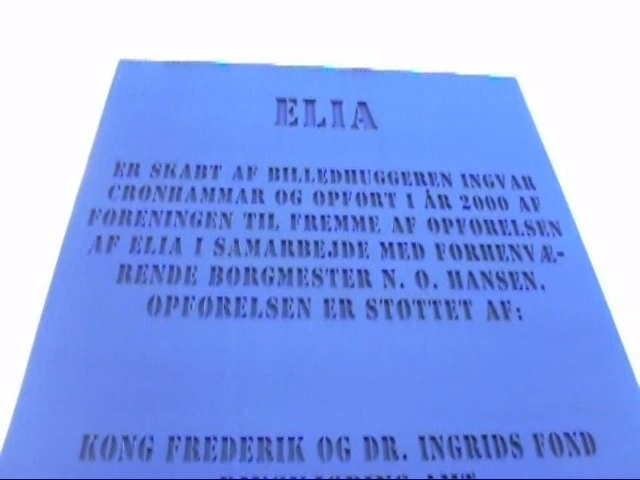 ELIA
ER SKABT AF BILLEDHUGGEREN INGVAR
CRONHAMMAR OG OPFORT I ÅR 2000 AF
FORENINGEN TIL FREMME AF OPFORELSEN
AF ELIA I SAMARBEJDE MED FORHENVÆ-
RENDE BORGMESTER N. O. HANSEN.
OPFORELSEN ER STOTTET AF:
KONG FREDERIK OG DR. INGRIDS FOND